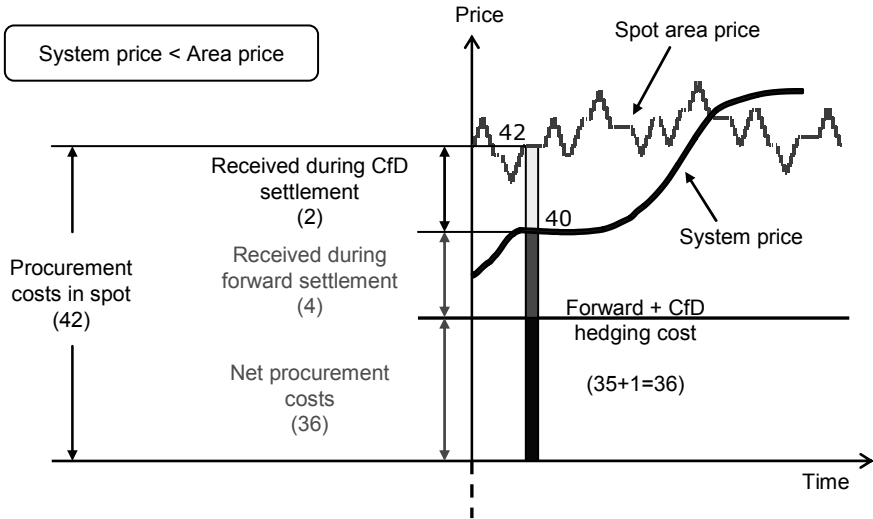 Price
System price < Area price
Spot area price
42
Received during CfD
settlement
(2)
40
System price
Received during
forward settlement
(4)
Procurement
costs in spot
(42)
Forward + CfD
hedging cost
(35+1=36)
Net procurement
costs
(36)
Time